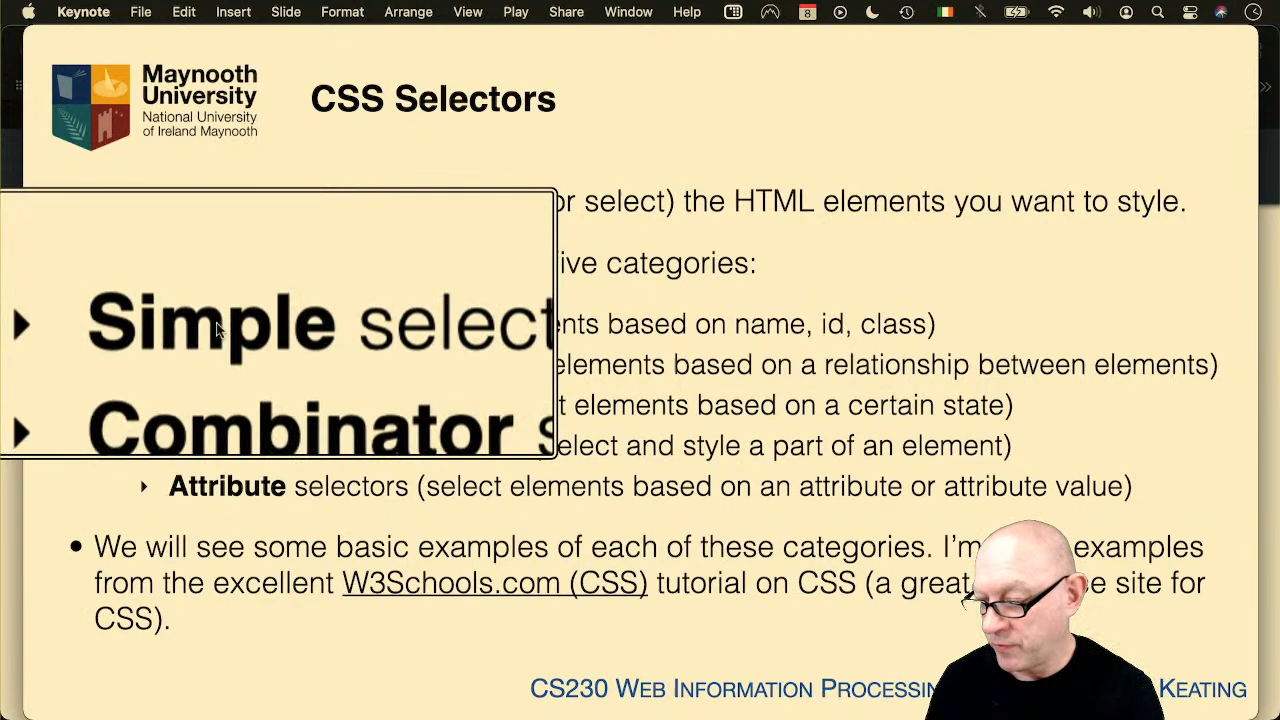 Keynote File Edit Insert Slide Format Arrange View Play Share Window Help 8
Maynooth
University
National University
of Ireland Maynooth
CSS Selectors
or select) the HTML elements you want to style.
ive categories:
Simple select
nts based on name, id, class)
elements based on a relationship between elements)
Combinator
t elements based on a certain state)
select and style a part of an element)
Attribute selectors (select elements based on an attribute or attribute value)
• We will see some basic examples of each of these categories. I'm examples
from the excellent W3Schools.com (CSS) tutorial on CSS (a great site for
CSS).
CS230 WEB INFORMATION PROCESSIN KEATING